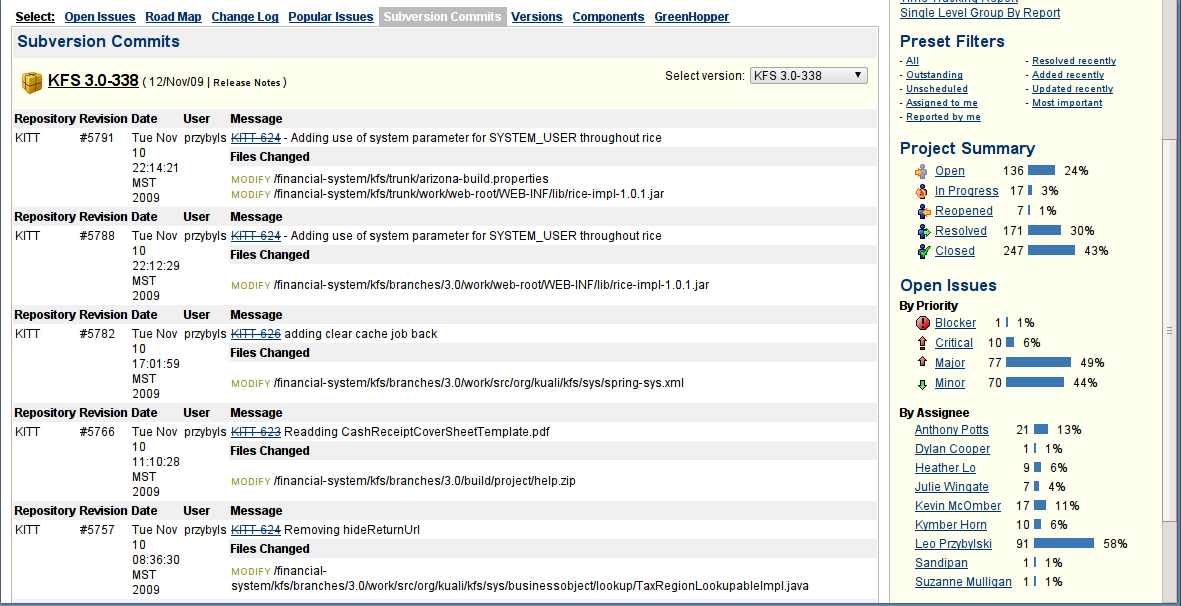 Select: Open Issues Road Map Change Log Popular Issues Subversion Commits Versions Components GreenHopper
Subversion Commits
KFS 3.0-338 ( 12/Nov/09 | Release Notes )
Select version: KFS 3.0-338
Repository Revision Date User Message
KITT #5791 Tue Nov 10 22:14:21 MST 2009 przybyls KITT-624 - Adding use of system parameter for SYSTEM_USER throughout rice
Files Changed
MODIFY /financial-system/kfs/trunk/arizona-build.properties
MODIFY /financial-system/kfs/trunk/work/web-root/WEB-INF/lib/rice-impl-1.0.1.jar
Repository Revision Date User Message
KITT #5788 Tue Nov 10 22:12:29 MST 2009 przybyls KITT-624 - Adding use of system parameter for SYSTEM_USER throughout rice
Files Changed
MODIFY /financial-system/kfs/branches/3.0/work/web-root/WEB-INF/lib/rice-impl-1.0.1.jar
Repository Revision Date User Message
KITT #5782 Tue Nov 10 17:01:59 MST 2009 przybyls KITT-626 adding clear cache job back
Files Changed
MODIFY /financial-system/kfs/branches/3.0/work/src/org/kuali/kfs/sys/spring-sys.xml
Repository Revision Date User Message
KITT #5766 Tue Nov 10 11:10:28 MST 2009 przybyls KITT-623 Readding CashReceiptCoverSheetTemplate.pdf
Files Changed
MODIFY /financial-system/kfs/branches/3.0/build/project/help.zip
Repository Revision Date User Message
KITT #5757 Tue Nov 10 08:36:30 MST 2009 przybyls KITT-624 Removing hideReturnUrl
Files Changed
MODIFY /financial-
system/kfs/branches/3.0/work/src/org/kuali/kfs/sys/businessobject/lookup/TaxRegionLookupableImpl.java
Time Tracking Report
Single Level Group By Report
Preset Filters
- All
- Outstanding
- Unscheduled
- Assigned to me
- Reported by me
- Resolved recently
- Added recently
- Updated recently
- Most important
Project Summary
Open 136 24%
In Progress 17 3%
Reopened 7 1%
Resolved 171 30%
Closed 247 43%
Open Issues
By Priority
Blocker 1 1%
Critical 10 6%
Major 77 49%
Minor 70 44%
By Assignee
Anthony Potts 21 13%
Dylan Cooper 1 1%
Heather Lo 9 6%
Julie Wingate 7 4%
Kevin McOmber 17 11%
Kymber Horn 10 6%
Leo Przybylski 91 58%
Sandipan 1 1%
Suzanne Mulligan 1 1%